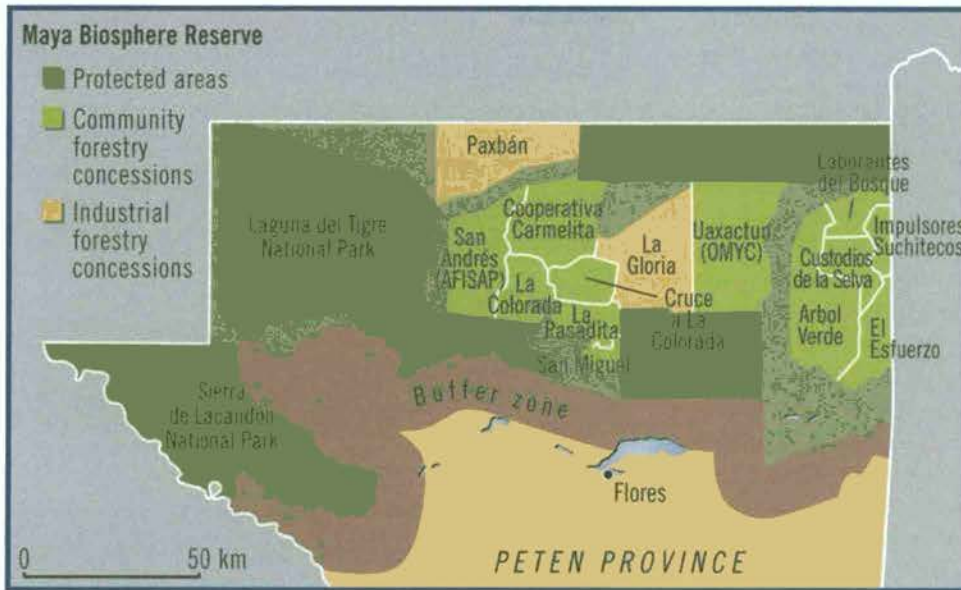 Maya Biosphere Reserve
Protected areas
Community
forestry
concessions
Industrial
forestry
concessions
Paxbán
Laguna del Tigre
National Park
Cooperativa
Carmelita
San
Andrés
(AFISAP)
La
Colorada
La
Gloria
Uaxactun
(OMYC)
Cruce
a La
Colorada
La
Pasadita
San Miguel
Laborantes
del Bosque
Impulsores
Suchitecos
Custodios
de la Selva
Arbol
Verde
El
Esfuerzo
Sierra
de Lacandón
National Park
Buffer zone
Flores
0 50 km
PETEN PROVINCE